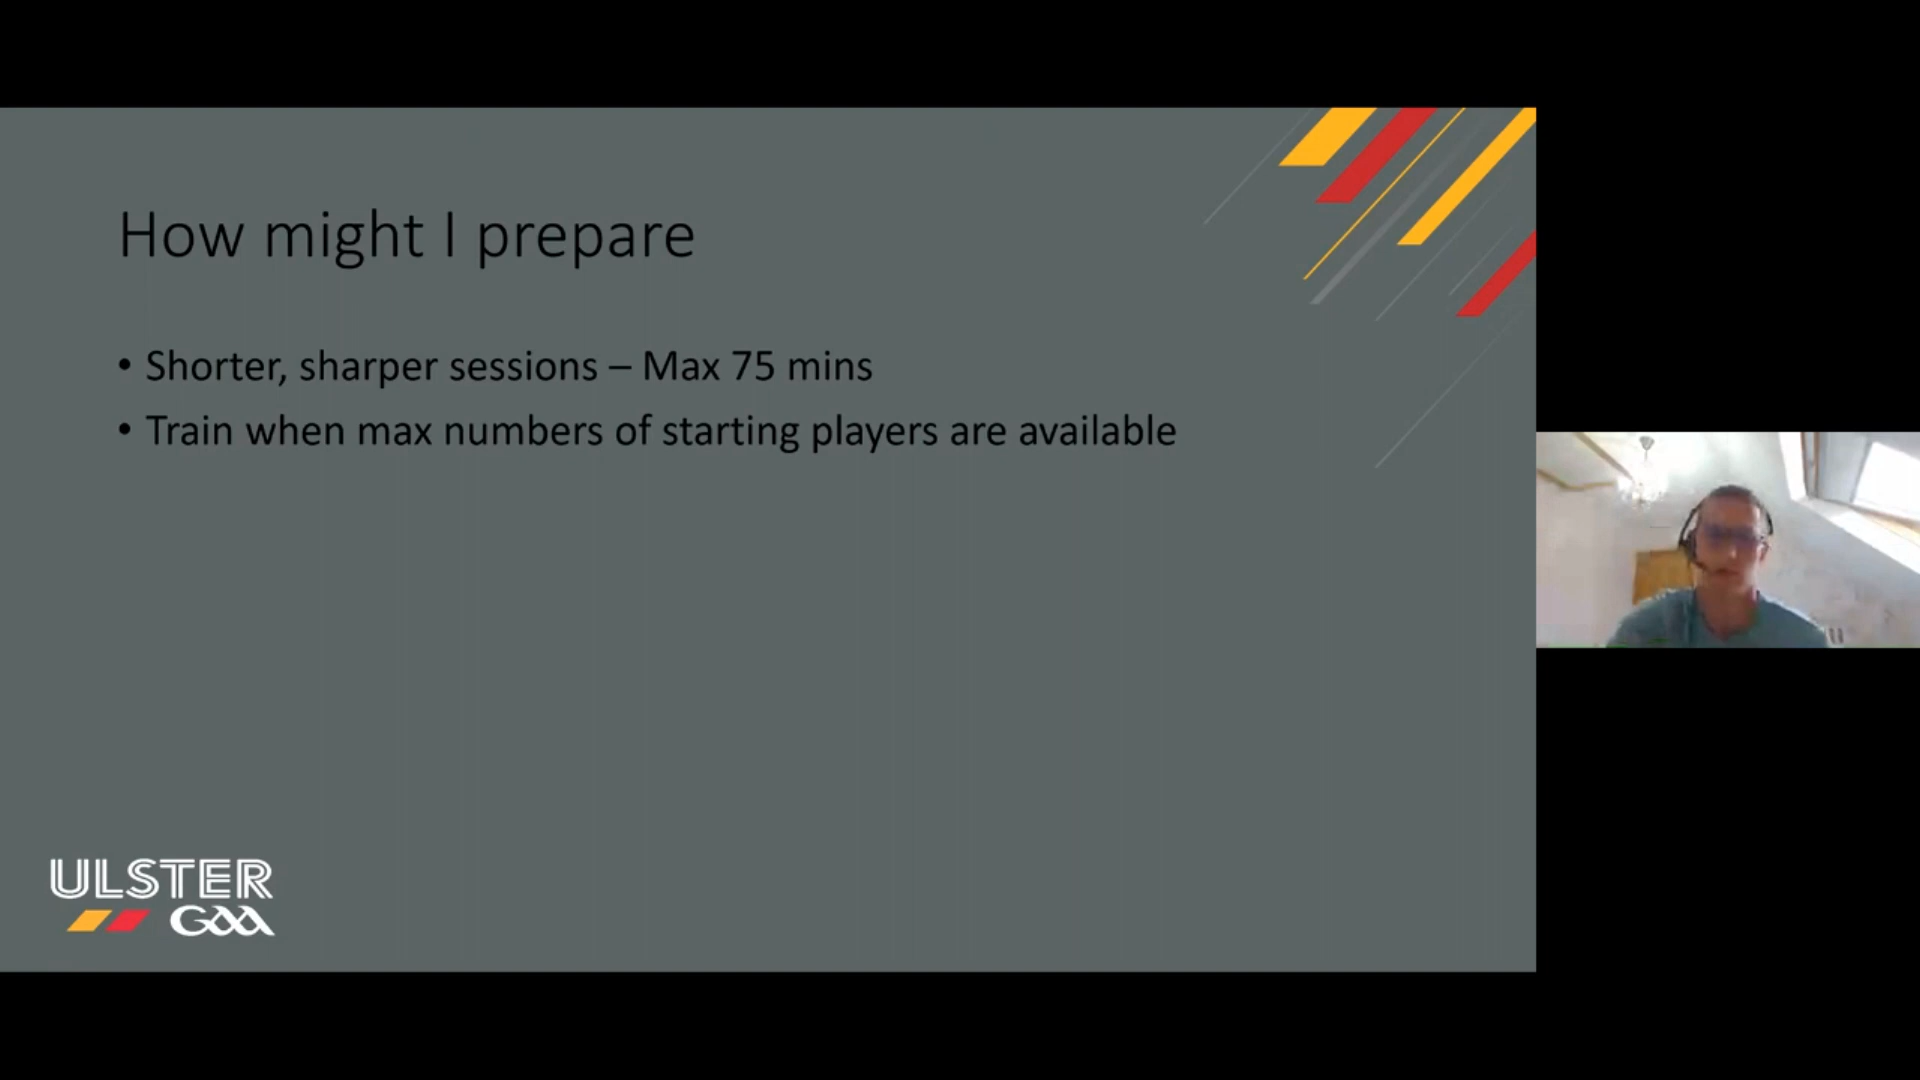 How might I prepare
• Shorter, sharper sessions – Max 75 mins
• Train when max numbers of starting players are available
ULSTER
GAA